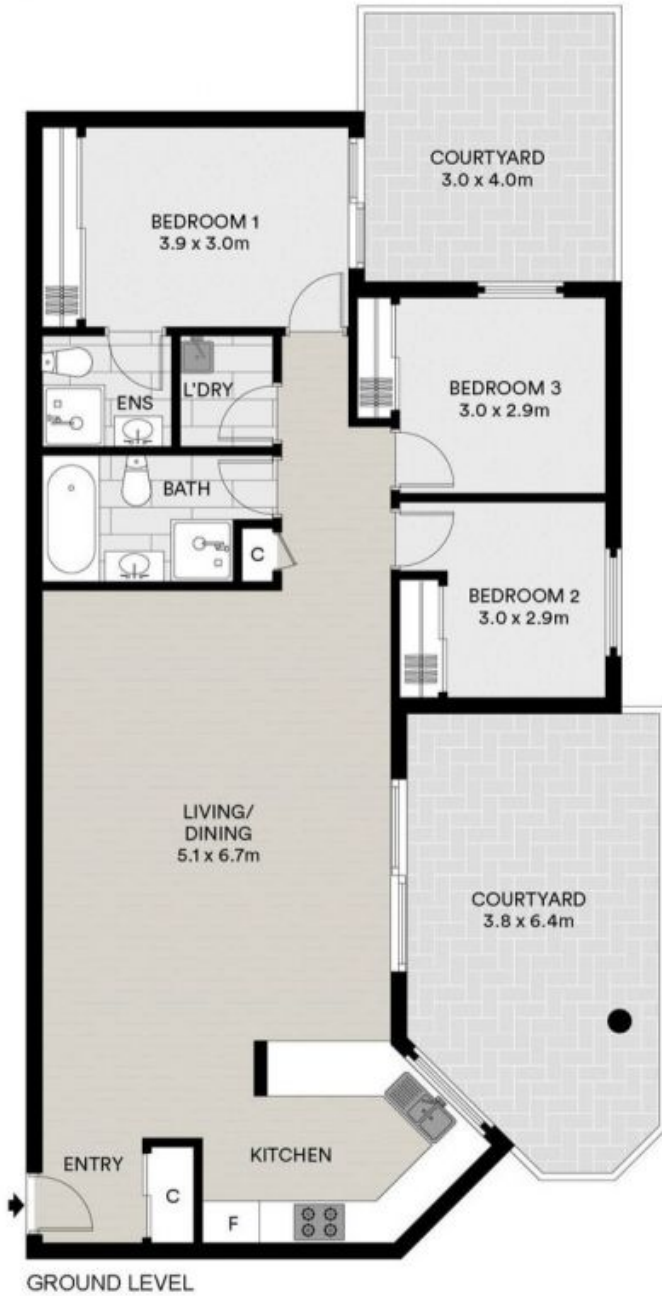 COURTYARD
3.0 x 4.0m
BEDROOM 1
3.9 x 3.0m
ENS
L'DRY
BEDROOM 3
3.0 x 2.9m
BATH
C
BEDROOM 2
3.0 x 2.9m
LIVING/
DINING
5.1 x 6.7m
COURTYARD
3.8 x 6.4m
KITCHEN
ENTRY
C
F
GROUND LEVEL